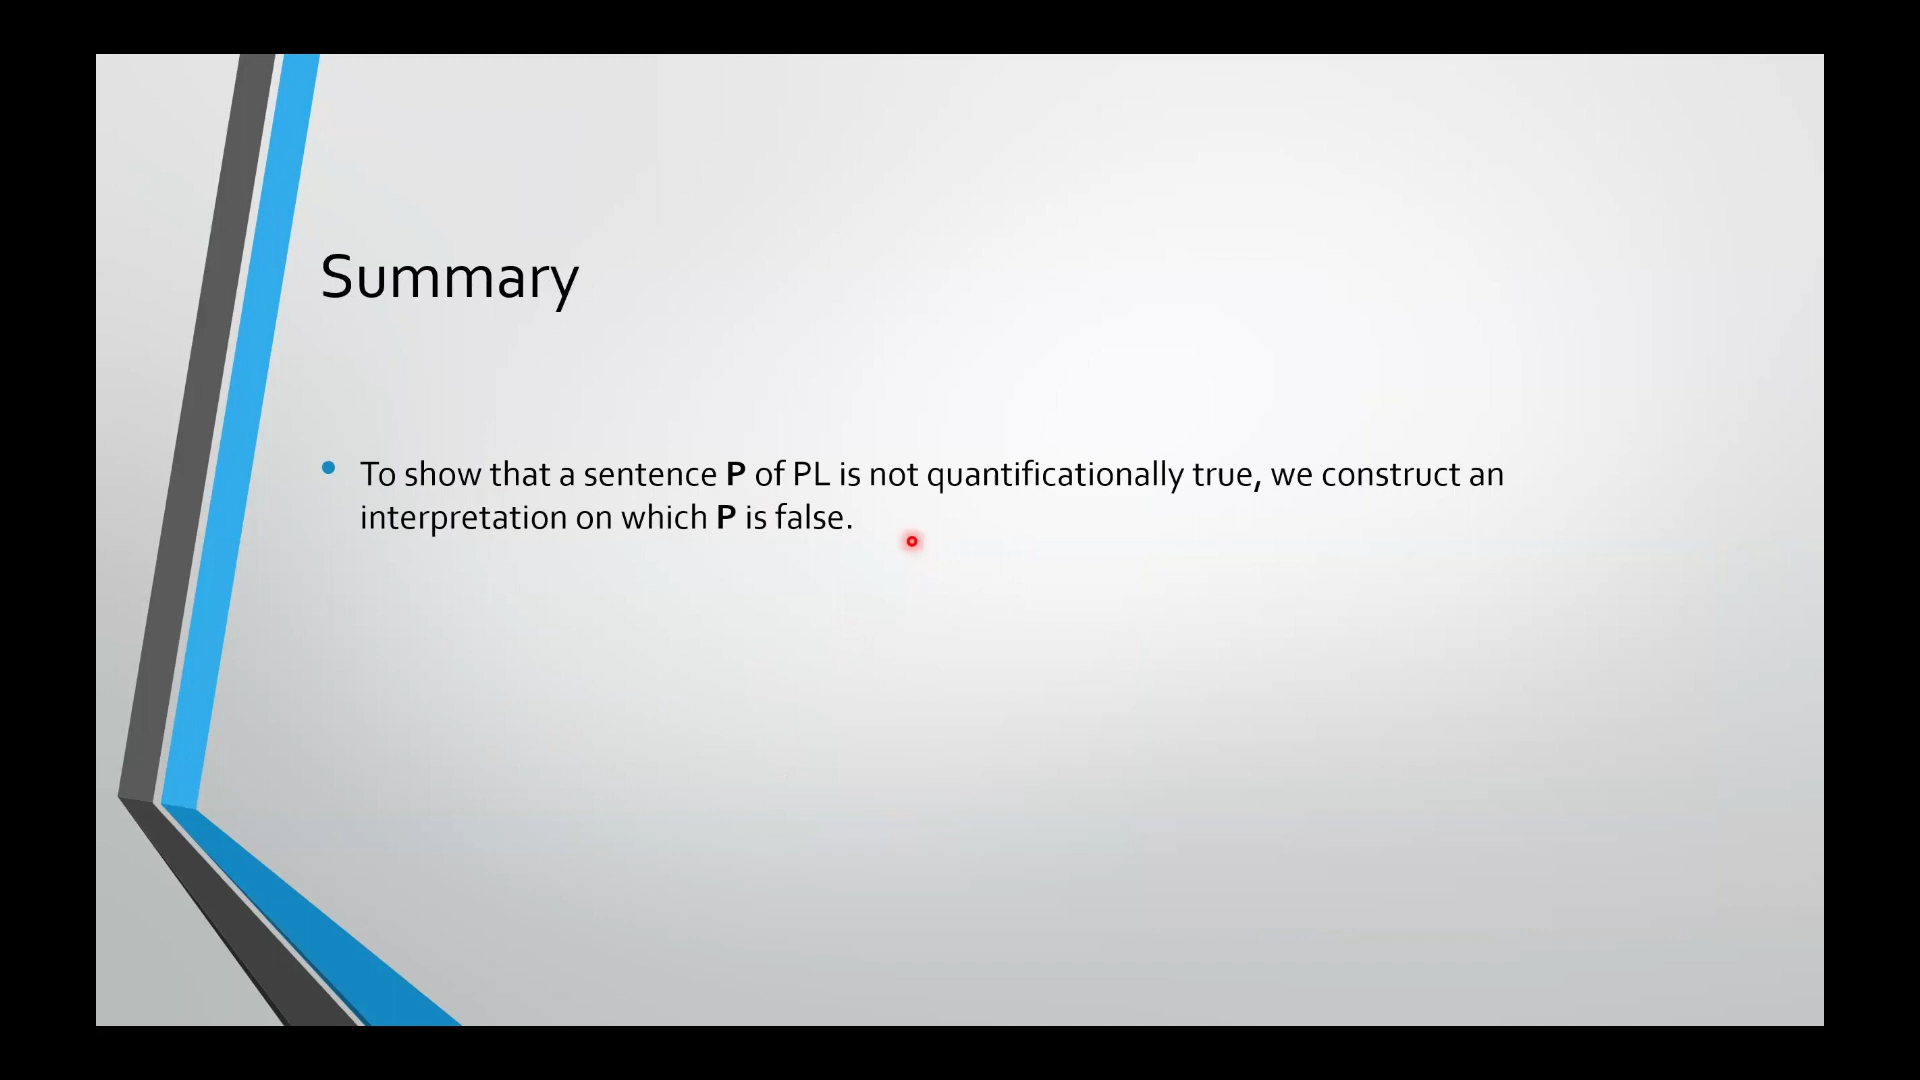 Summary
• To show that a sentence P of PL is not quantificationally true, we construct an
interpretation on which P is false.